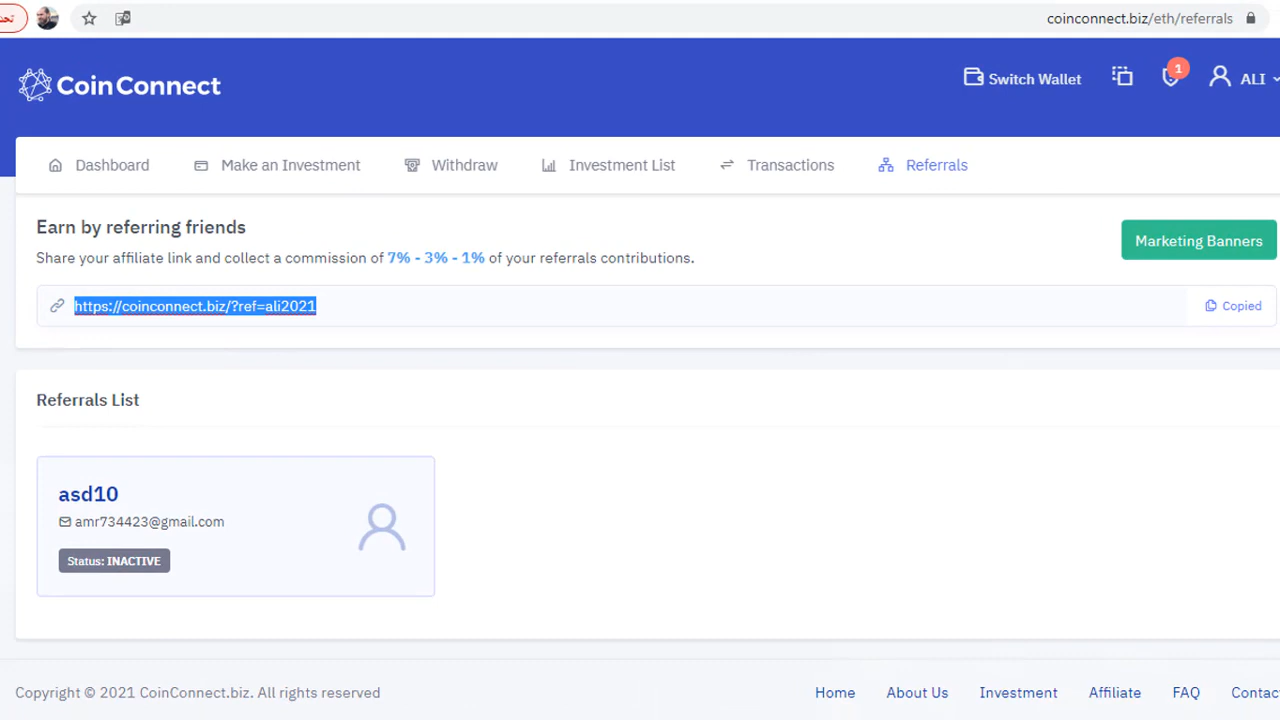 تحد
coinconnect.biz/eth/referrals
CoinConnect
Switch Wallet
1
ALI
Dashboard
Make an Investment
Withdraw
Investment List
Transactions
Referrals
Earn by referring friends
Marketing Banners
Share your affiliate link and collect a commission of 7% - 3% - 1% of your referrals contributions.
https://coinconnect.biz/?ref=ali2021
Copied
Referrals List
asd10
amr734423@gmail.com
Status: INACTIVE
Copyright © 2021 CoinConnect.biz. All rights reserved
Home
About Us
Investment
Affiliate
FAQ
Contac